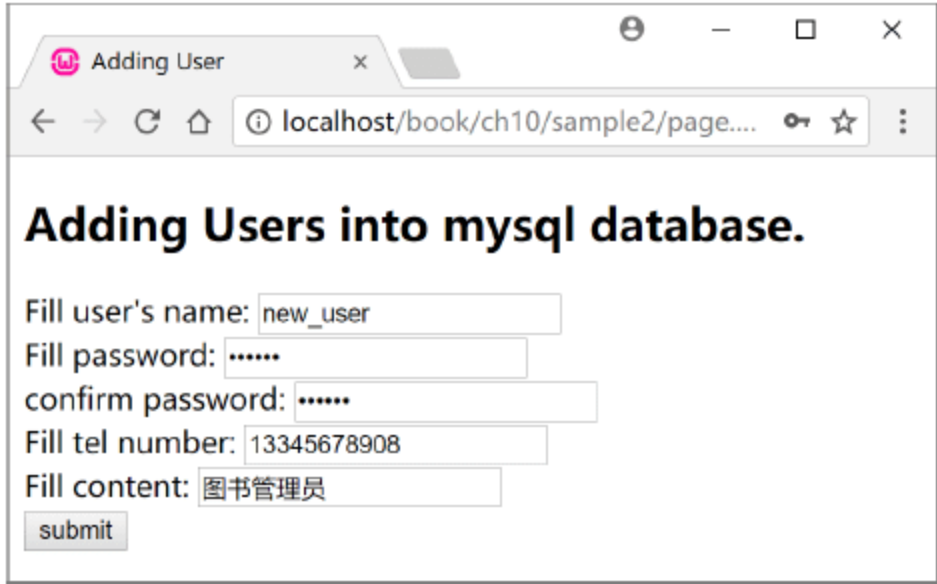 Adding User
localhost/book/ch10/sample2/page....
Adding Users into mysql database.
Fill user's name: new_user
Fill password: ••••••
confirm password: ••••••
Fill tel number: 13345678908
Fill content: 图书管理员
submit